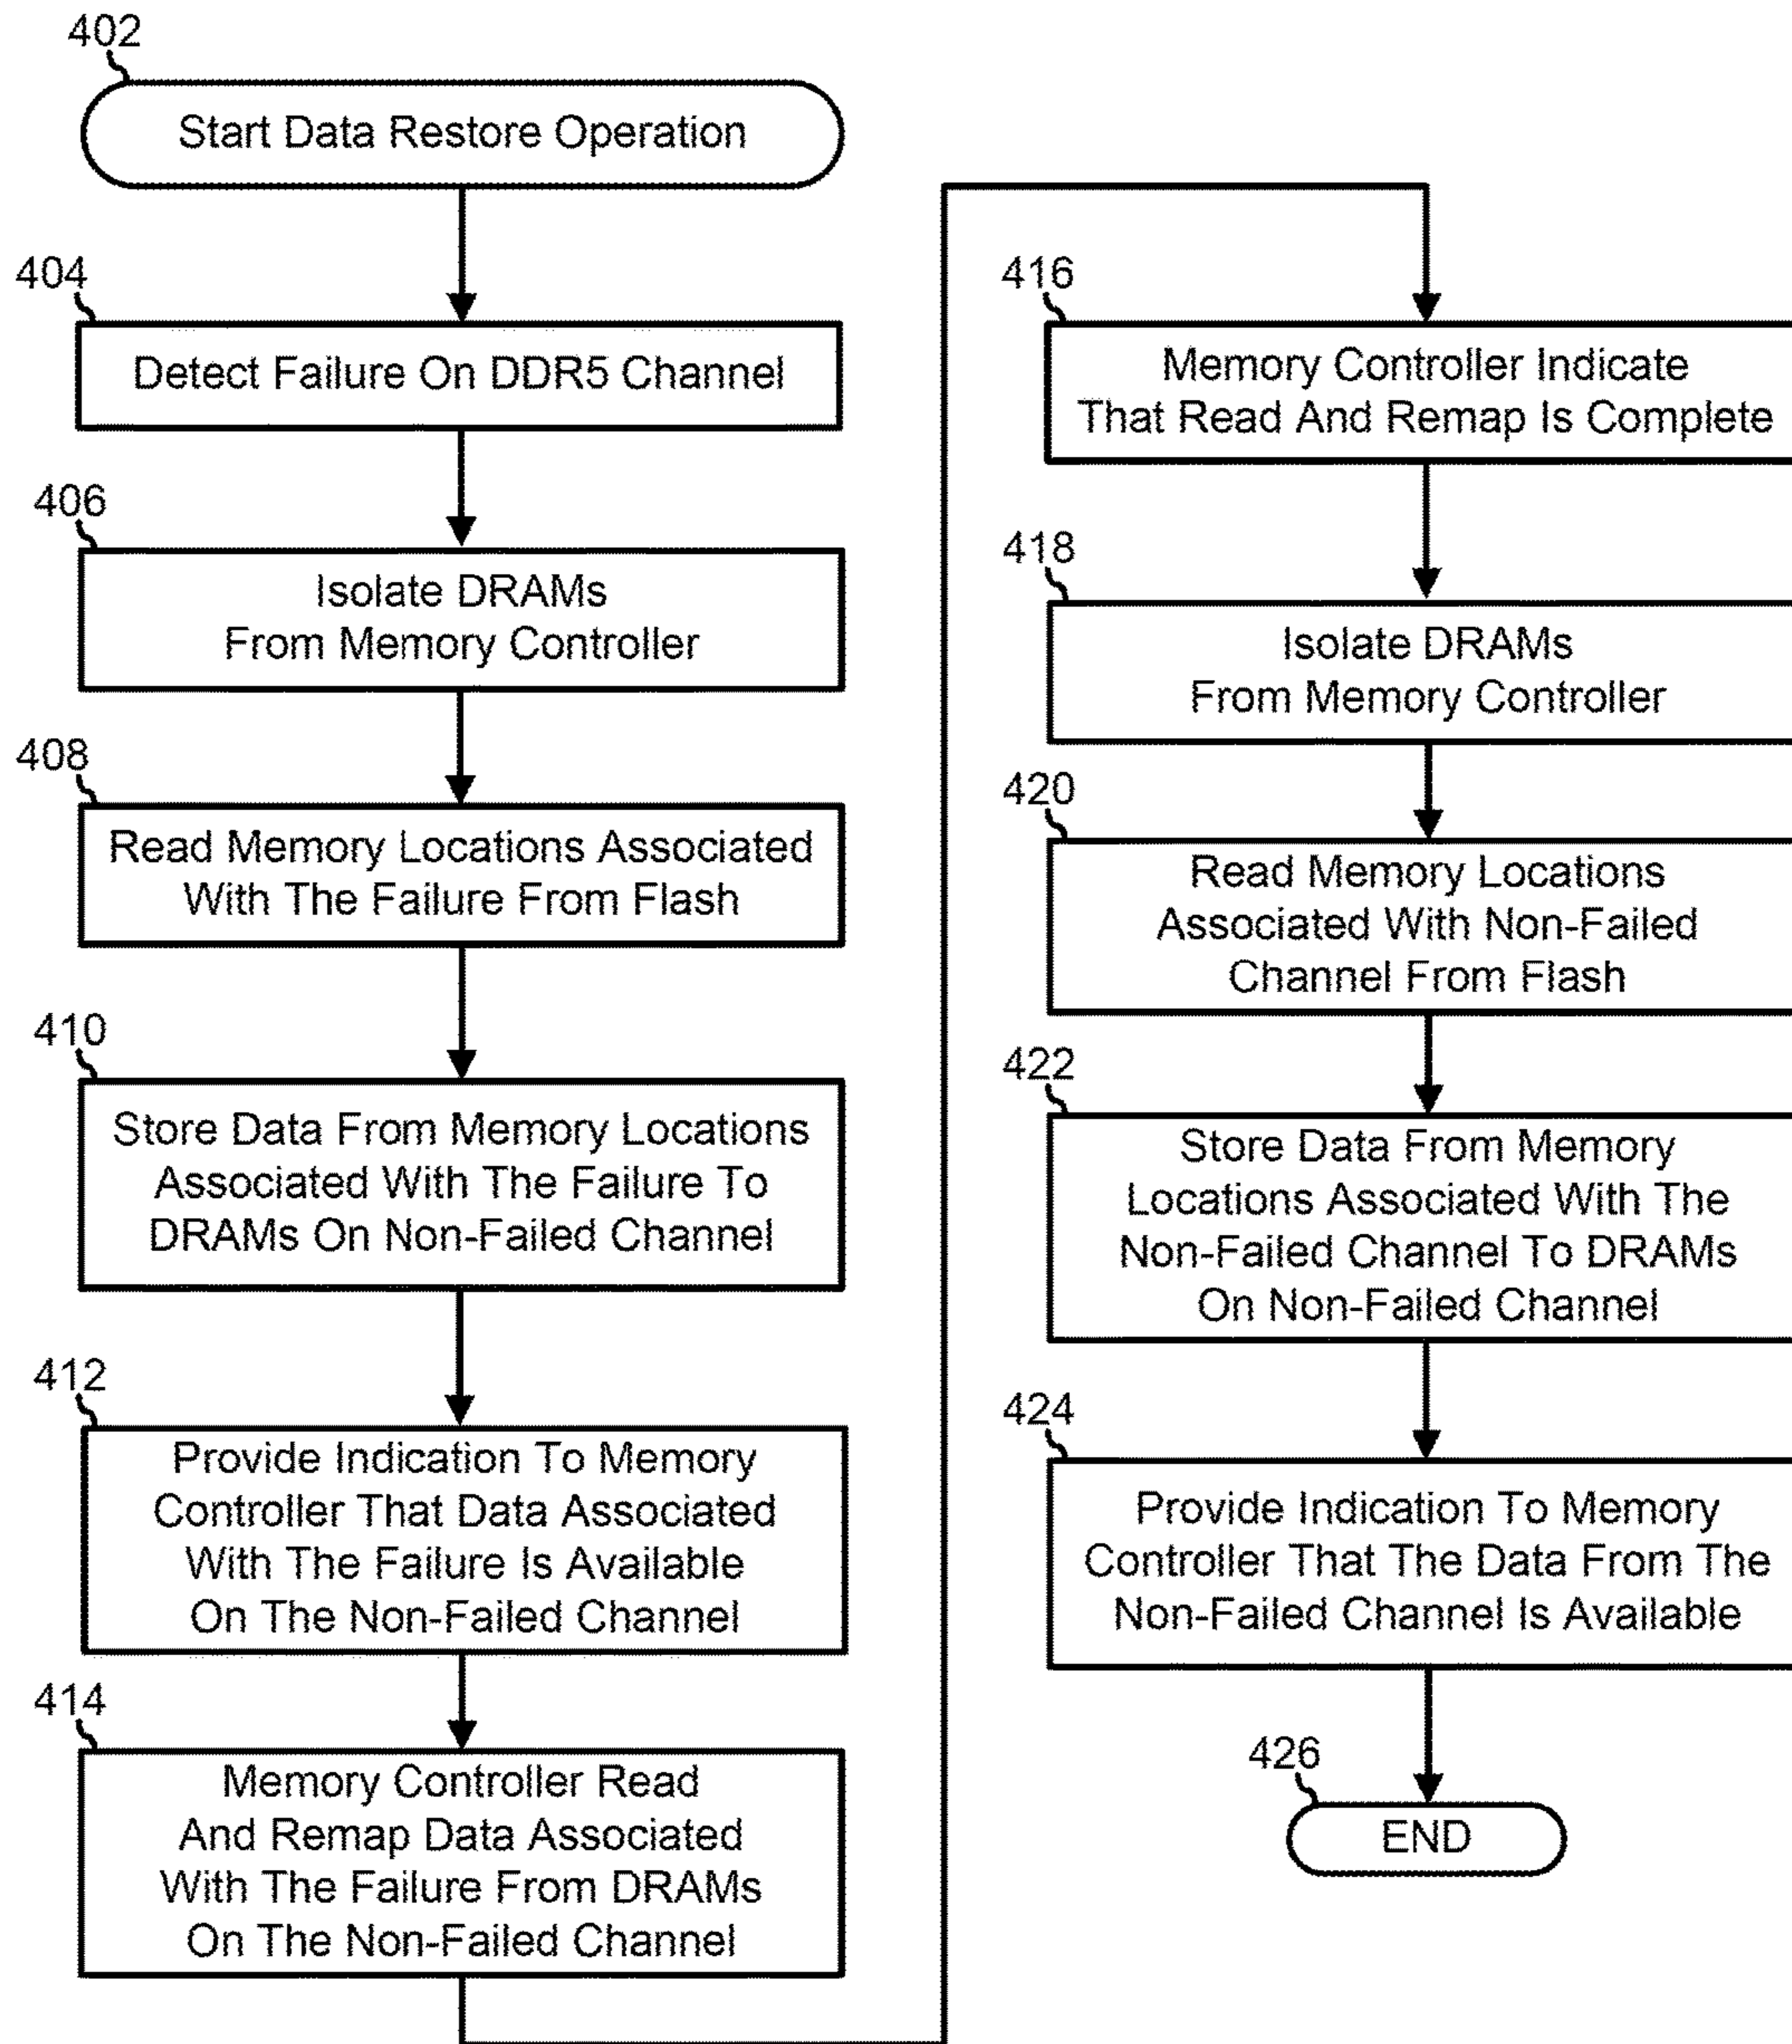 402
Start Data Restore Operation
404
Detect Failure On DDR5 Channel
406
Isolate DRAMs
From Memory Controller
408
Read Memory Locations Associated
With The Failure From Flash
410
Store Data From Memory Locations
Associated With The Failure To
DRAMs On Non-Failed Channel
412
Provide Indication To Memory
Controller That Data Associated
With The Failure Is Available
On The Non-Failed Channel
414
Memory Controller Read
And Remap Data Associated
With The Failure From DRAMs
On The Non-Failed Channel
416
Memory Controller Indicate
That Read And Remap Is Complete
418
Isolate DRAMs
From Memory Controller
420
Read Memory Locations
Associated With Non-Failed
Channel From Flash
422
Store Data From Memory
Locations Associated With The
Non-Failed Channel To DRAMs
On Non-Failed Channel
424
Provide Indication To Memory
Controller That The Data From The
Non-Failed Channel Is Available
426
END